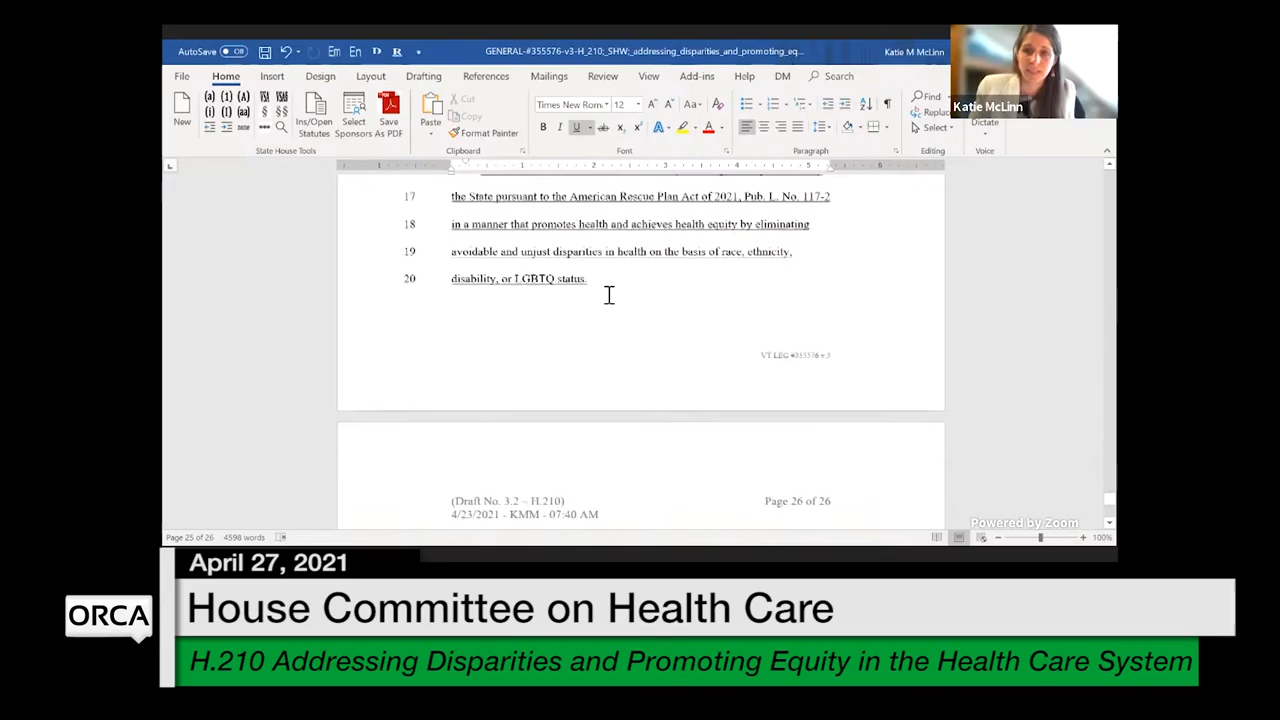 AutoSave Off Em En D R GENERAL-#355576-v3-H_210;_SHW;_addressing_disparities_and_promoting_eq... Katie M McLinn
File Home Insert Design Layout Drafting References Mailings Review View Add-ins Help DM Search
New
Ins/Open Statutes
Select Sponsors
Save As PDF
State House Tools
Paste
Cut
Copy
Format Painter
Clipboard
Times New Rom 12
Font
Paragraph
Find
Replac
Select
Editing
Dictate
Voice
Katie McLinn
17 the State pursuant to the American Rescue Plan Act of 2021, Pub. L. No. 117-2
18 in a manner that promotes health and achieves health equity by eliminating
19 avoidable and unjust disparities in health on the basis of race, ethnicity,
20 disability, or LGBTQ status.
VT LEG #355576 v.3
(Draft No. 3.2 – H.210) Page 26 of 26
4/23/2021 - KMM - 07:40 AM
Powered by Zoom
Page 25 of 26 4598 words 100%
April 27, 2021
ORCA
House Committee on Health Care
H.210 Addressing Disparities and Promoting Equity in the Health Care System